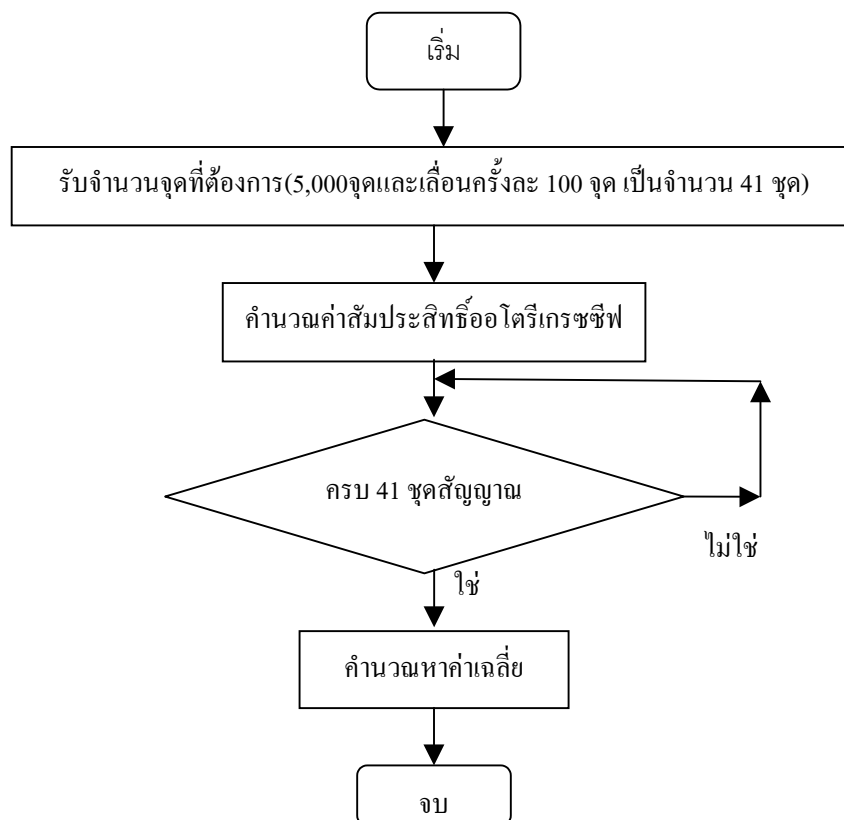 เริ่ม
รับจำนวนจุดที่ต้องการ(5,000จุดและเลื่อนครั้งละ 100 จุด เป็นจำนวน 41 ชุด)
คำนวณค่าสัมประสิทธิ์ออโตรีเกรซซีฟ
ครบ 41 ชุดสัญญาณ
ไม่ใช่
ใช่
คำนวณหาค่าเฉลี่ย
จบ